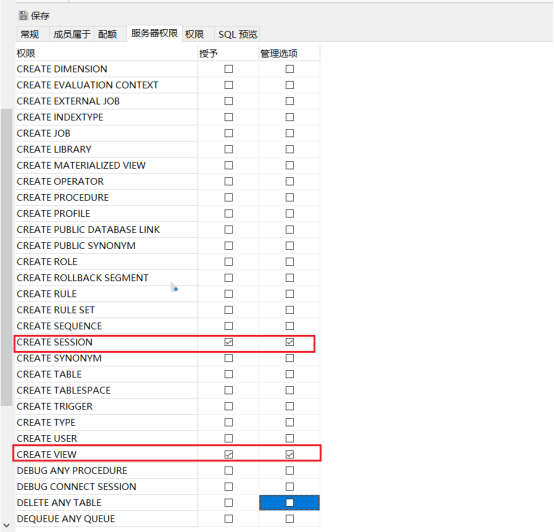 保存
常规 成员属于 配额 服务器权限 权限 SQL 预览
权限 授予 管理选项
CREATE DIMENSION
CREATE EVALUATION CONTEXT
CREATE EXTERNAL JOB
CREATE INDEXTYPE
CREATE JOB
CREATE LIBRARY
CREATE MATERIALIZED VIEW
CREATE OPERATOR
CREATE PROCEDURE
CREATE PROFILE
CREATE PUBLIC DATABASE LINK
CREATE PUBLIC SYNONYM
CREATE ROLE
CREATE ROLLBACK SEGMENT
CREATE RULE
CREATE RULE SET
CREATE SEQUENCE
CREATE SESSION
CREATE SYNONYM
CREATE TABLE
CREATE TABLESPACE
CREATE TRIGGER
CREATE TYPE
CREATE USER
CREATE VIEW
DEBUG ANY PROCEDURE
DEBUG CONNECT SESSION
DELETE ANY TABLE
DEQUEUE ANY QUEUE